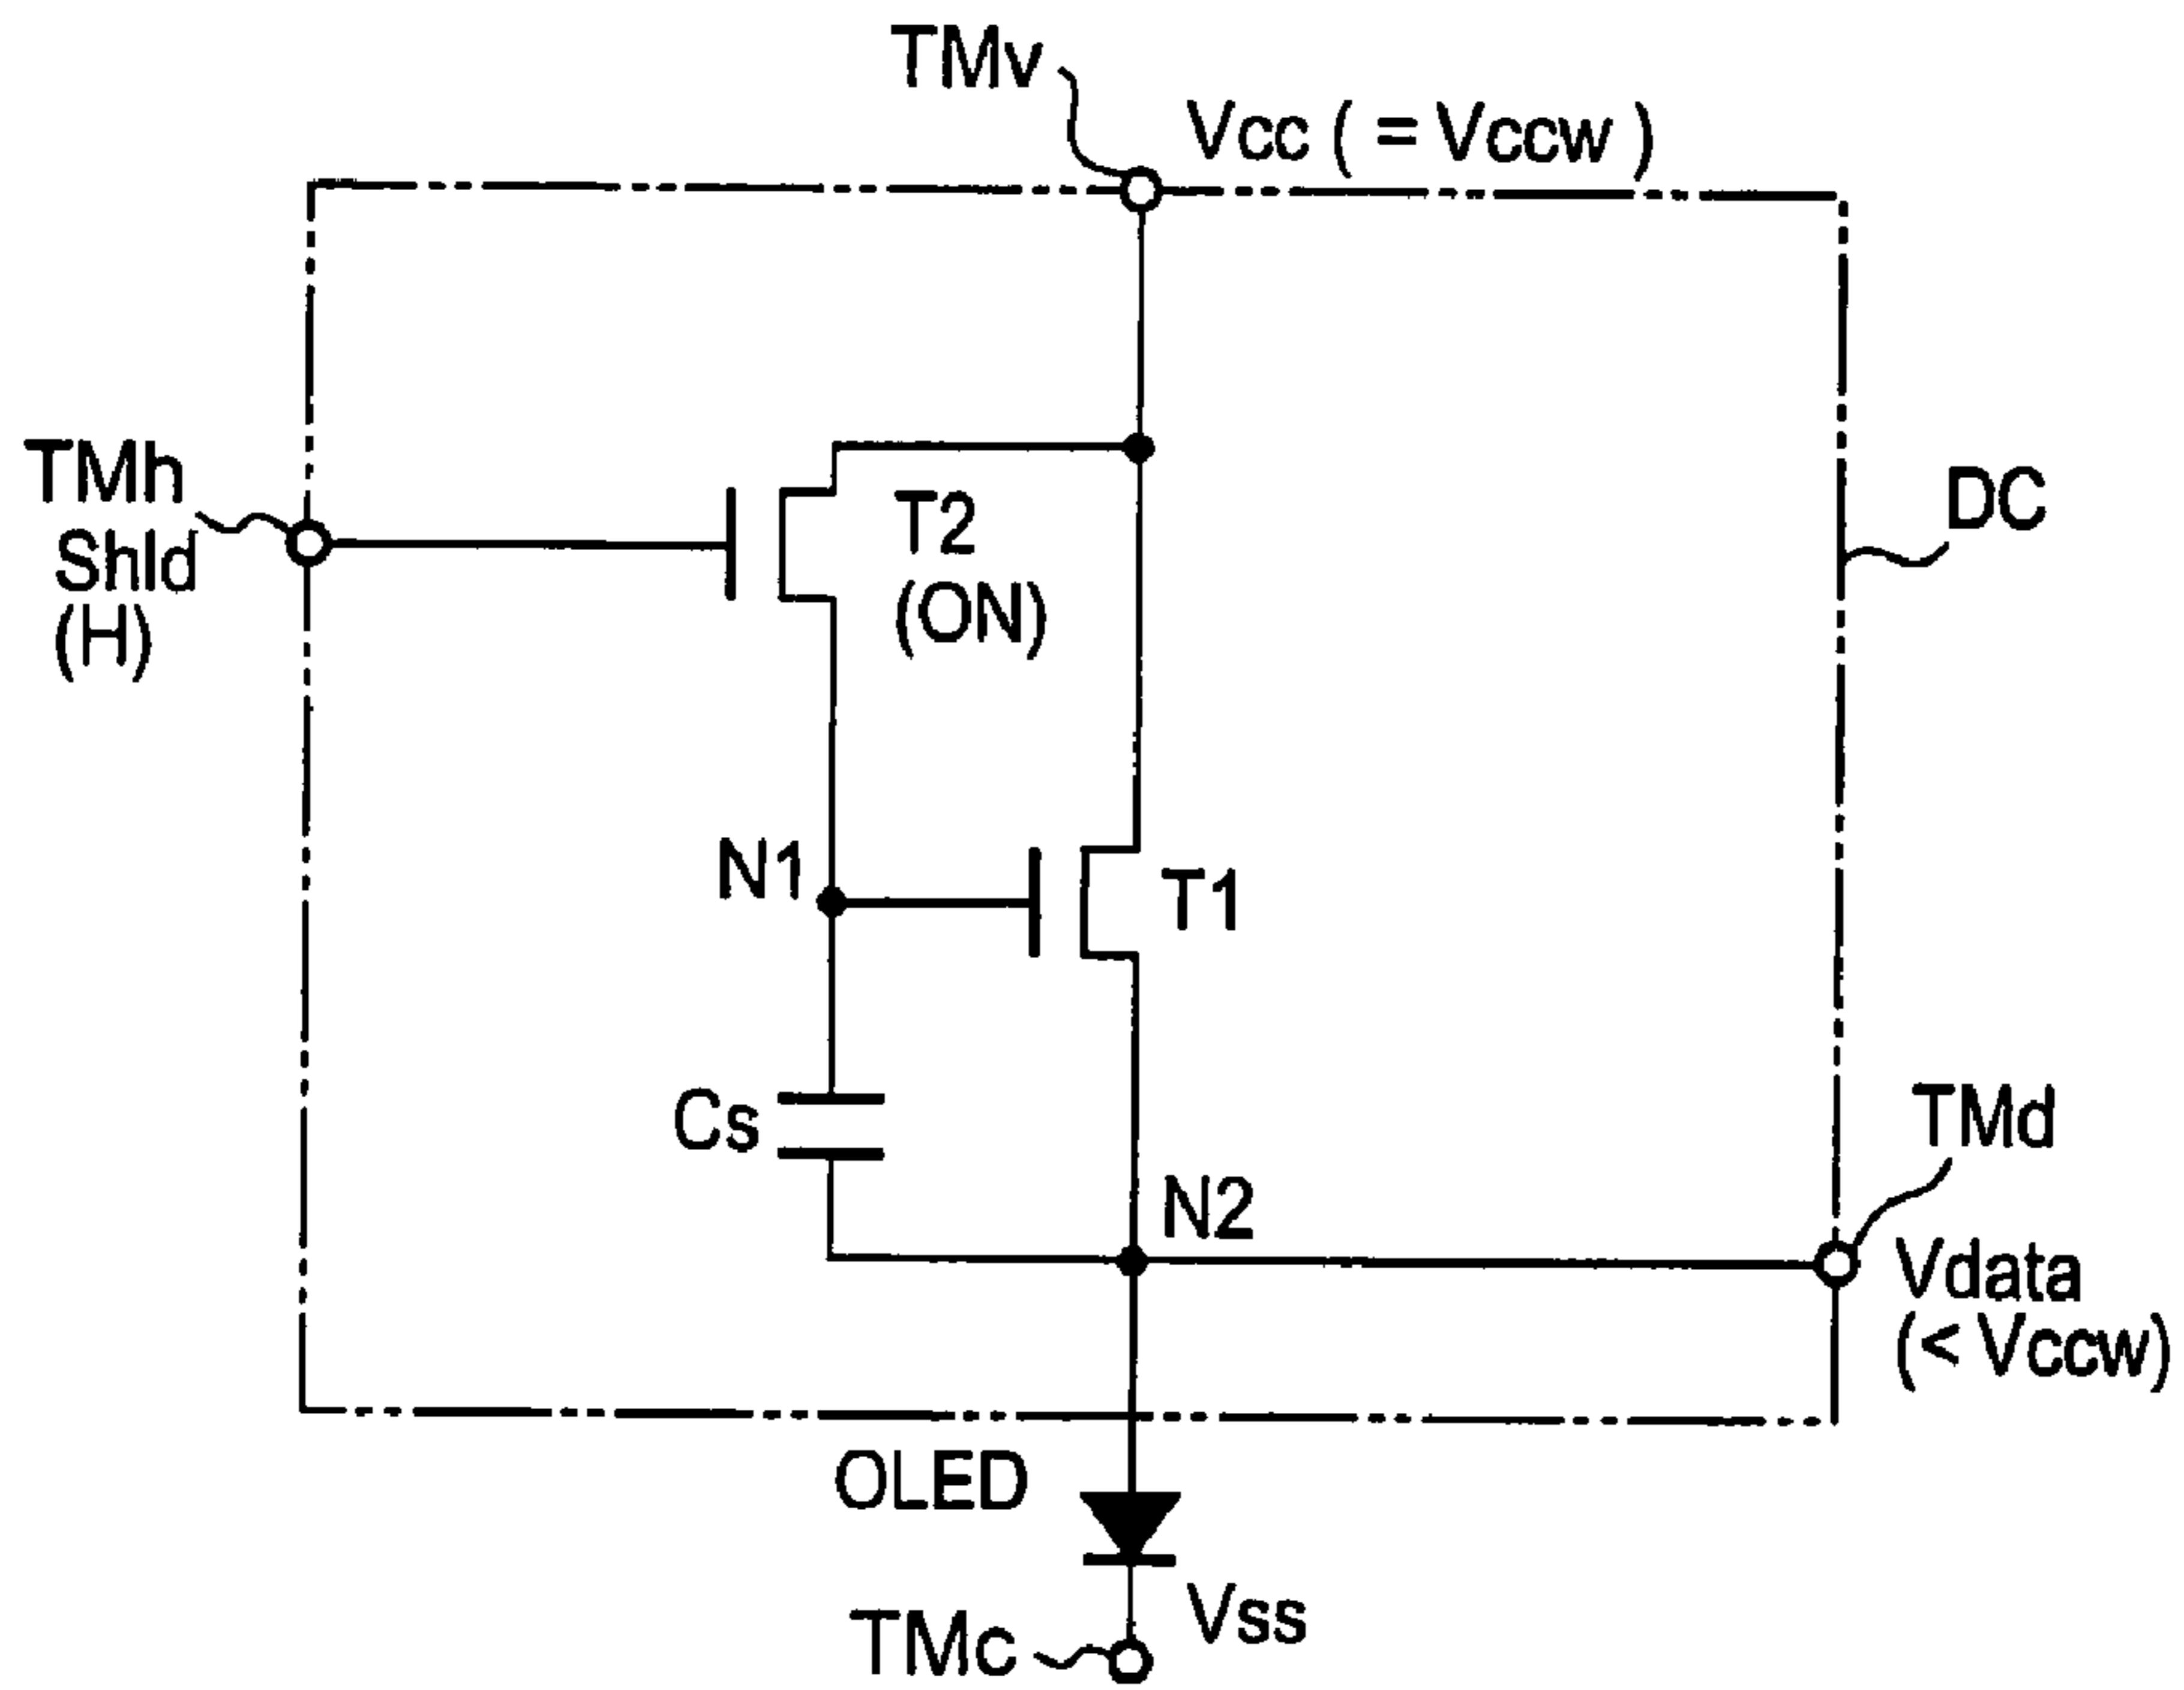 TMv
Vcc ( = Vccw )
TMh
Shld
(H)
T2
(ON)
DC
N1
T1
Cs
TMd
N2
Vdata
(< Vccw)
OLED
Vss
TMc